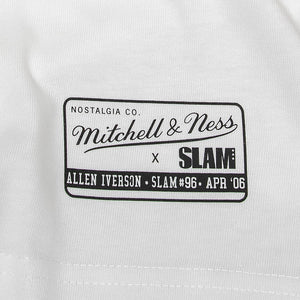 NOSTALGIA CO.
Mitchell & Ness
x SLAM
ALLEN IVERSON • SLAM #96 • APR '06